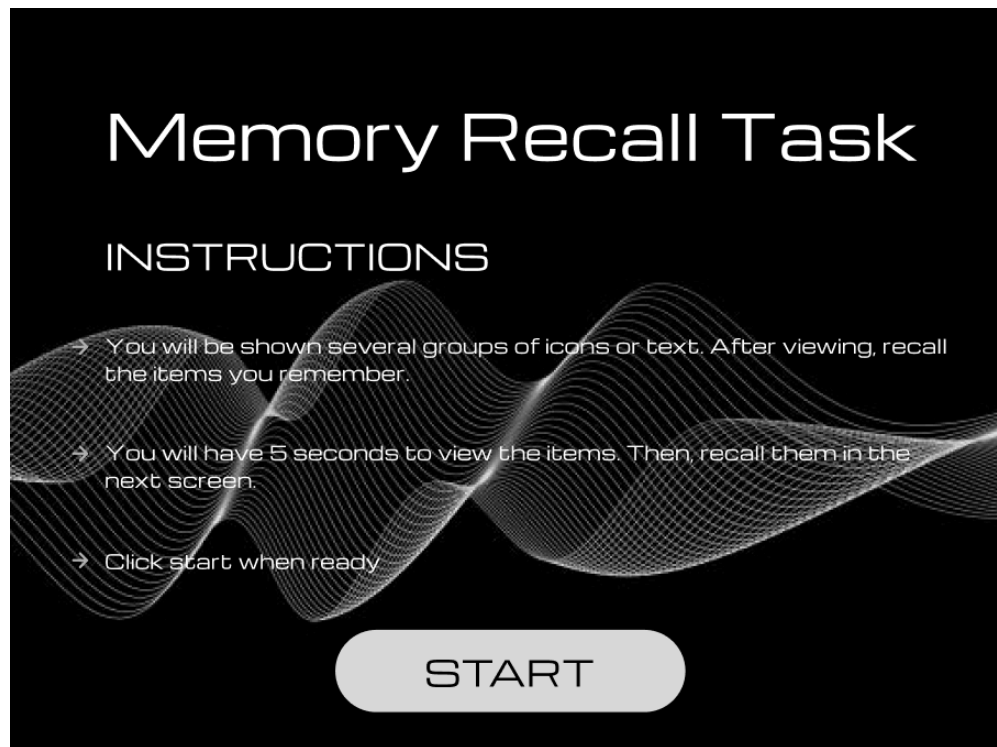 Memory Recall Task
INSTRUCTIONS
→ You will be shown several groups of icons or text. After viewing, recall
the items you remember.
→ You will have 5 seconds to view the items. Then, recall them in the
next screen.
→ Click start when ready
START